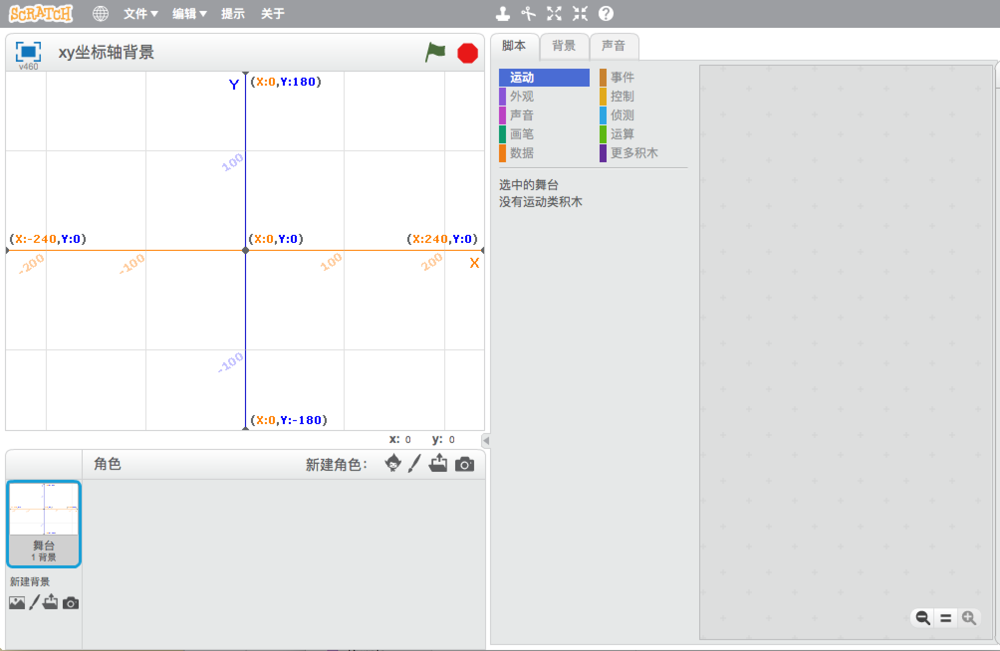 SCRATCH 文件 编辑 提示 关于
v460
xy坐标轴背景
Y
(X:0,Y:180)
100
(X:-240,Y:0)
(X:0,Y:0)
(X:240,Y:0)
-200
-100
100
200
X
-100
(X:0,Y:-180)
x: 0 y: 0
角色
新建角色：
舞台
1 背景
新建背景
脚本 背景 声音
运动 事件
外观 控制
声音 侦测
画笔 运算
数据 更多积木
选中的舞台
没有运动类积木